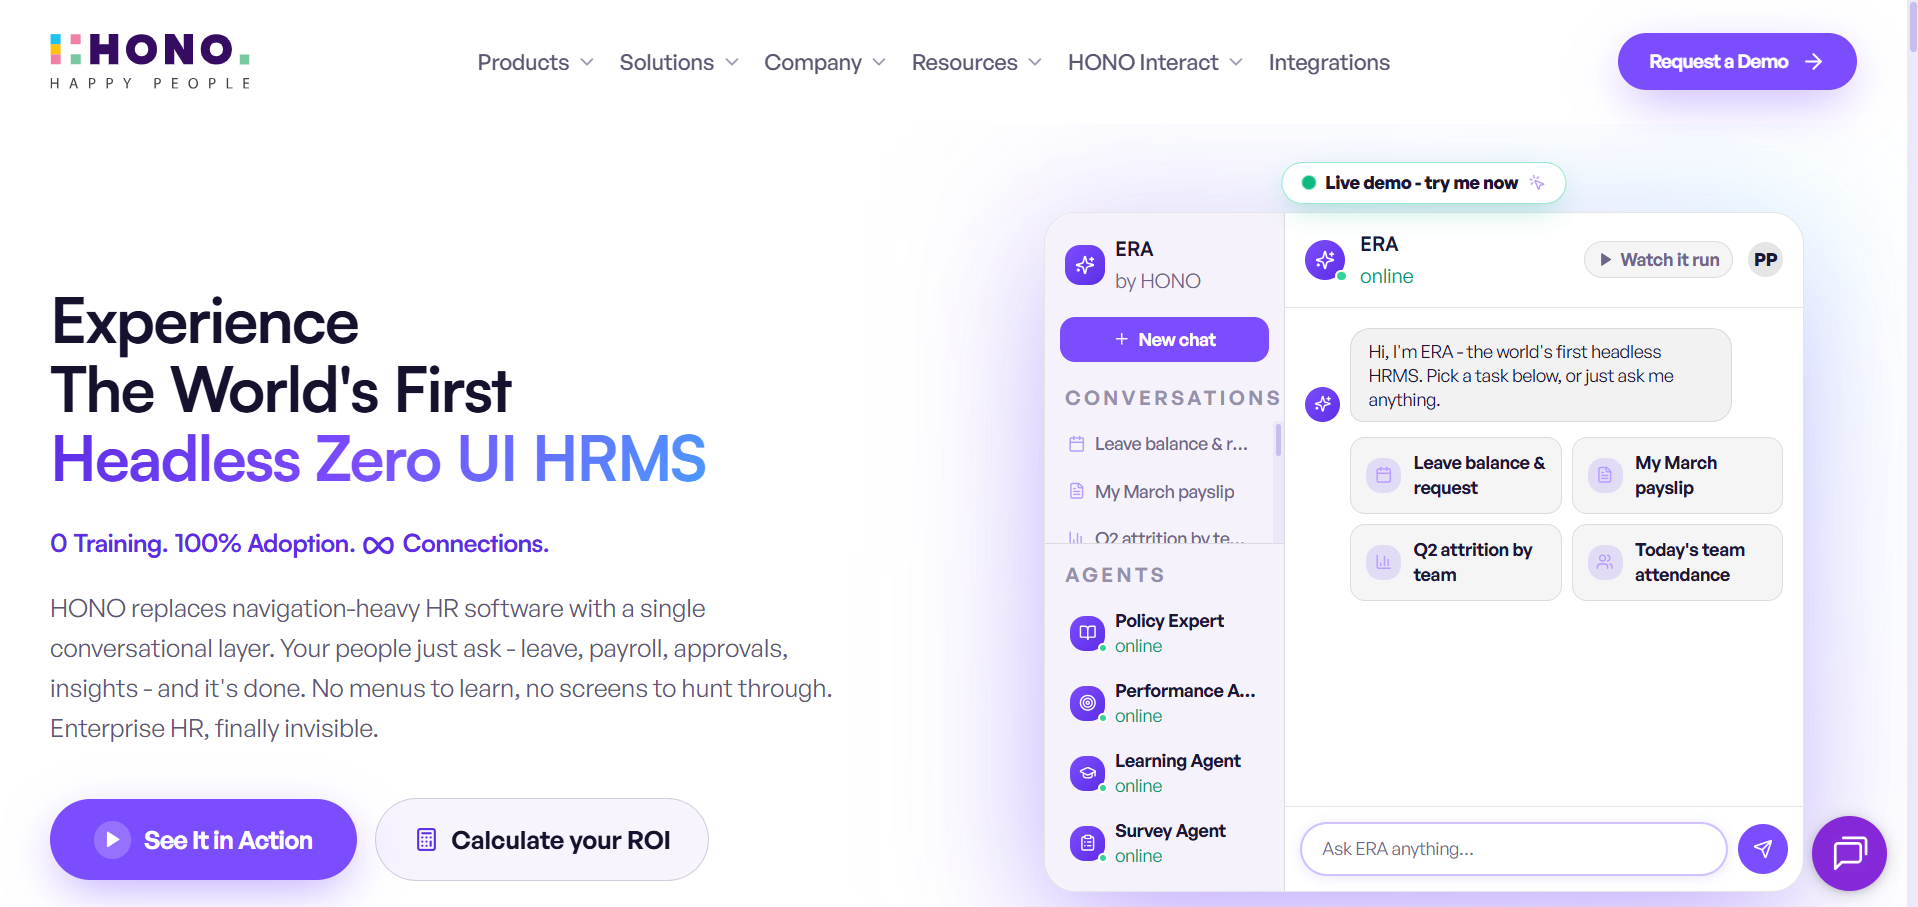 HONO.
HAPPY PEOPLE
Products
Solutions
Company
Resources
HONO Interact
Integrations
Request a Demo
Experience
The World's First
Headless Zero UI HRMS
0 Training. 100% Adoption. ∞ Connections.
HONO replaces navigation-heavy HR software with a single
conversational layer. Your people just ask - leave, payroll, approvals,
insights - and it's done. No menus to learn, no screens to hunt through.
Enterprise HR, finally invisible.
See It in Action
Calculate your ROI
Live demo - try me now
ERA
by HONO
New chat
CONVERSATIONS
Leave balance & r...
My March payslip
Q2 attrition by te...
AGENTS
Policy Expert
online
Performance A...
online
Learning Agent
online
Survey Agent
online
ERA
online
Watch it run
PP
Hi, I'm ERA - the world's first headless
HRMS. Pick a task below, or just ask me
anything.
Leave balance &
request
My March
payslip
Q2 attrition by
team
Today's team
attendance
Ask ERA anything...